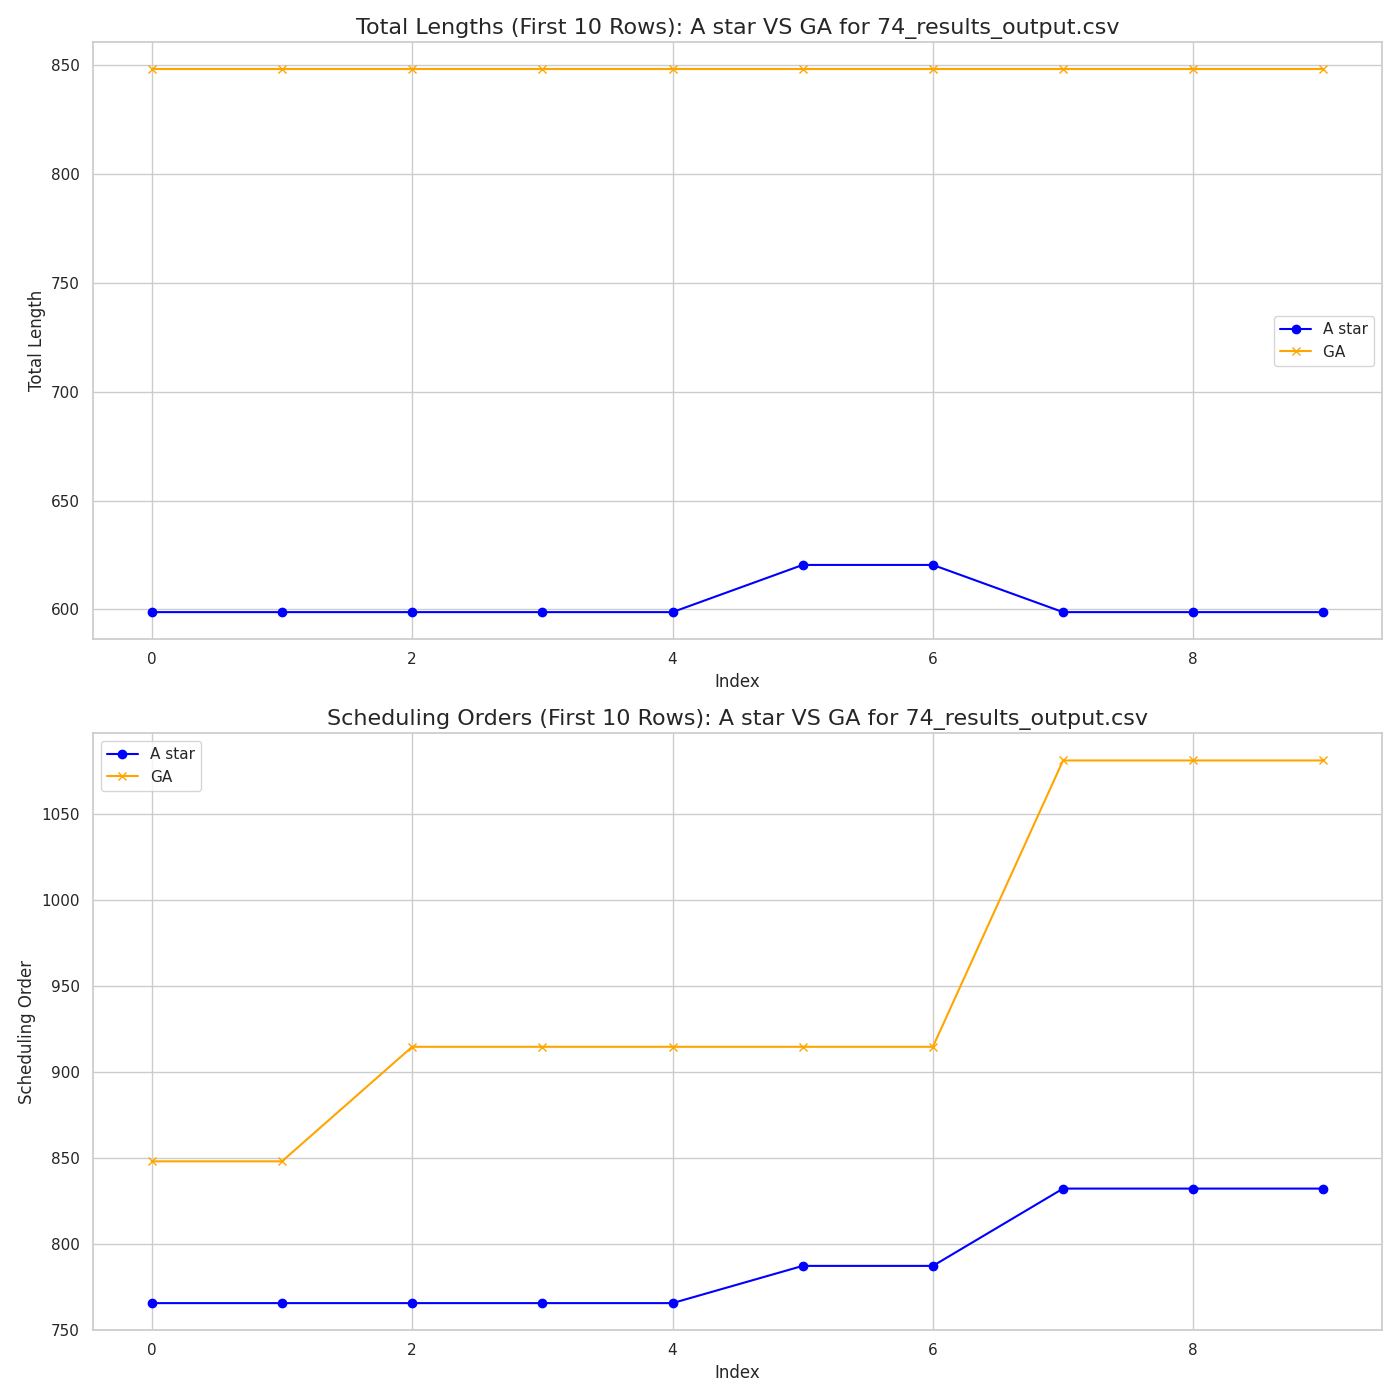 Total Lengths (First 10 Rows): A star VS GA for 74_results_output.csv
850
800
750
700
650
600
Total Length
A star
GA
0
2
4
6
8
Index
Scheduling Orders (First 10 Rows): A star VS GA for 74_results_output.csv
A star
GA
1050
1000
950
900
850
800
750
Scheduling Order
0
2
4
6
8
Index